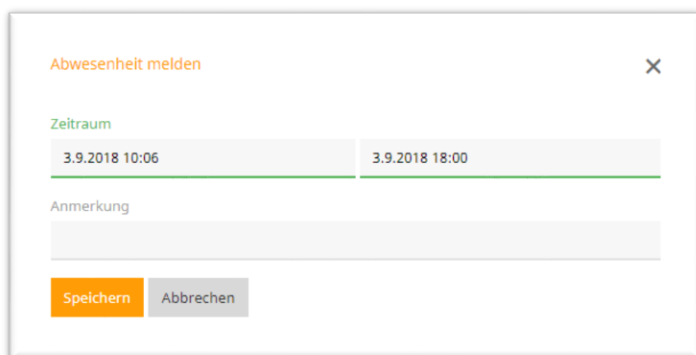 Abwesenheit melden
Zeitraum
3.9.2018 10:06 3.9.2018 18:00
Anmerkung
Speichern Abbrechen